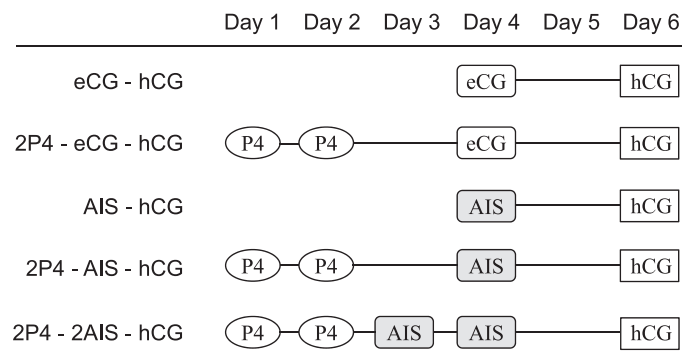 Day 1 Day 2 Day 3 Day 4 Day 5 Day 6
eCG - hCG eCG hCG
2P4 - eCG - hCG P4 P4 eCG hCG
AIS - hCG AIS hCG
2P4 - AIS - hCG P4 P4 AIS hCG
2P4 - 2AIS - hCG P4 P4 AIS AIS hCG